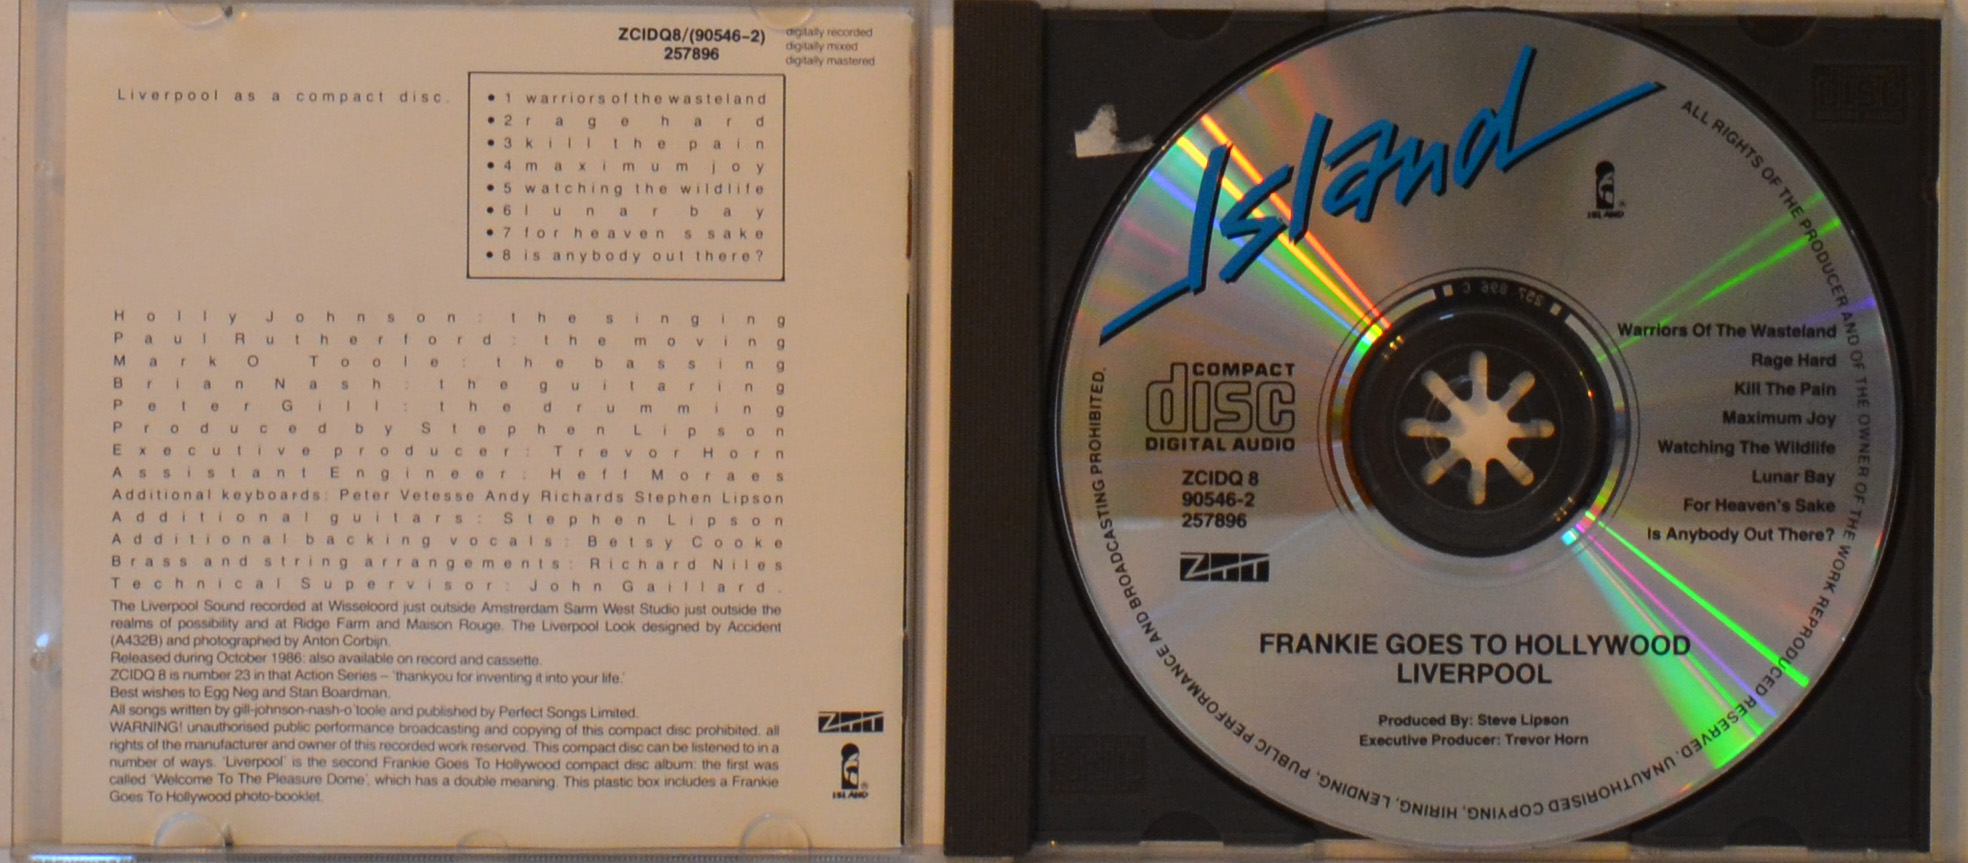 ZCIDQ8/(90546-2)
257896
digitally recorded
digitally mixed
digitally mastered
Liverpool as a compact disc.
• 1 warriors of the wasteland
• 2 rage hard
• 3 kill the pain
• 4 maximum joy
• 5 watching the wildlife
• 6 lunar bay
• 7 for heaven s sake
• 8 is anybody out there?
Holly Johnson: the singing
Paul Rutherford: the moving
Mark O Toole: the bassing
Brian Nash: the guitaring
Peter Gill: the drumming
Produced by Stephen Lipson
Executive producer: Trevor Horn
Assistant Engineer: Heff Moraes
Additional keyboards: Peter Vetesse Andy Richards Stephen Lipson
Additional guitars: Stephen Lipson
Additional backing vocals: Betsy Cooke
Brass and string arrangements: Richard Niles
Technical Supervisor: John Gaillard.
The Liverpool Sound recorded at Wisseloord just outside Amstrerdam Sarm West Studio just outside the
realms of possibility and at Ridge Farm and Maison Rouge. The Liverpool Look designed by Accident
(A432B) and photographed by Anton Corbijn.
Released during October 1986: also available on record and cassette.
ZCIDQ 8 is number 23 in that Action Series – 'thankyou for inventing it into your life.'
Best wishes to Egg Neg and Stan Boardman.
All songs written by gill-johnson-nash-o'toole and published by Perfect Songs Limited.
WARNING! unauthorised public performance broadcasting and copying of this compact disc prohibited. all
rights of the manufacturer and owner of this recorded work reserved. This compact disc can be listened to in a
number of ways. 'Liverpool' is the second Frankie Goes To Hollywood compact disc album: the first was
called 'Welcome To The Pleasure Dome', which has a double meaning. This plastic box includes a Frankie
Goes To Hollywood photo-booklet.
ZTT
ISLAND
Island
ISLAND
ALL RIGHTS OF THE PRODUCER AND OF THE OWNER OF THE WORK REPRODUCED RESERVED. UNAUTHORISED COPYING, HIRING, LENDING, PUBLIC PERFORMANCE AND BROADCASTING PROHIBITED.
COMPACT
disc
DIGITAL AUDIO
ZCIDQ 8
90546-2
257896
ZTT
Warriors Of The Wasteland
Rage Hard
Kill The Pain
Maximum Joy
Watching The Wildlife
Lunar Bay
For Heaven's Sake
Is Anybody Out There?
FRANKIE GOES TO HOLLYWOOD
LIVERPOOL
Produced By: Steve Lipson
Executive Producer: Trevor Horn